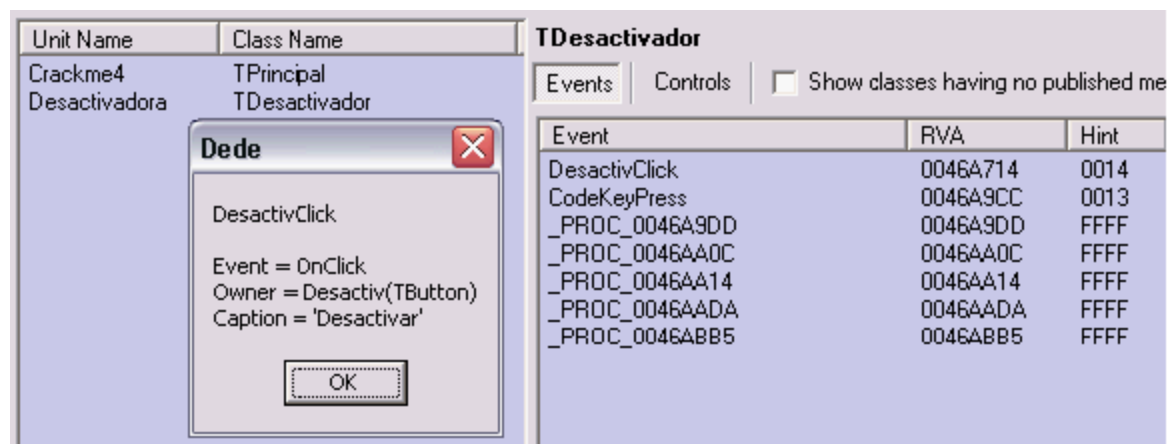 Unit Name Class Name
Crackme4 TPrincipal
Desactivadora TDesactivador
Dede
DesactivClick
Event = OnClick
Owner = Desactiv(TButton)
Caption = 'Desactivar'
OK
TDesactivador
Events Controls Show classes having no published me
Event RVA Hint
DesactivClick 0046A714 0014
CodeKeyPress 0046A9CC 0013
_PROC_0046A9DD 0046A9DD FFFF
_PROC_0046AA0C 0046AA0C FFFF
_PROC_0046AA14 0046AA14 FFFF
_PROC_0046AADA 0046AADA FFFF
_PROC_0046ABB5 0046ABB5 FFFF